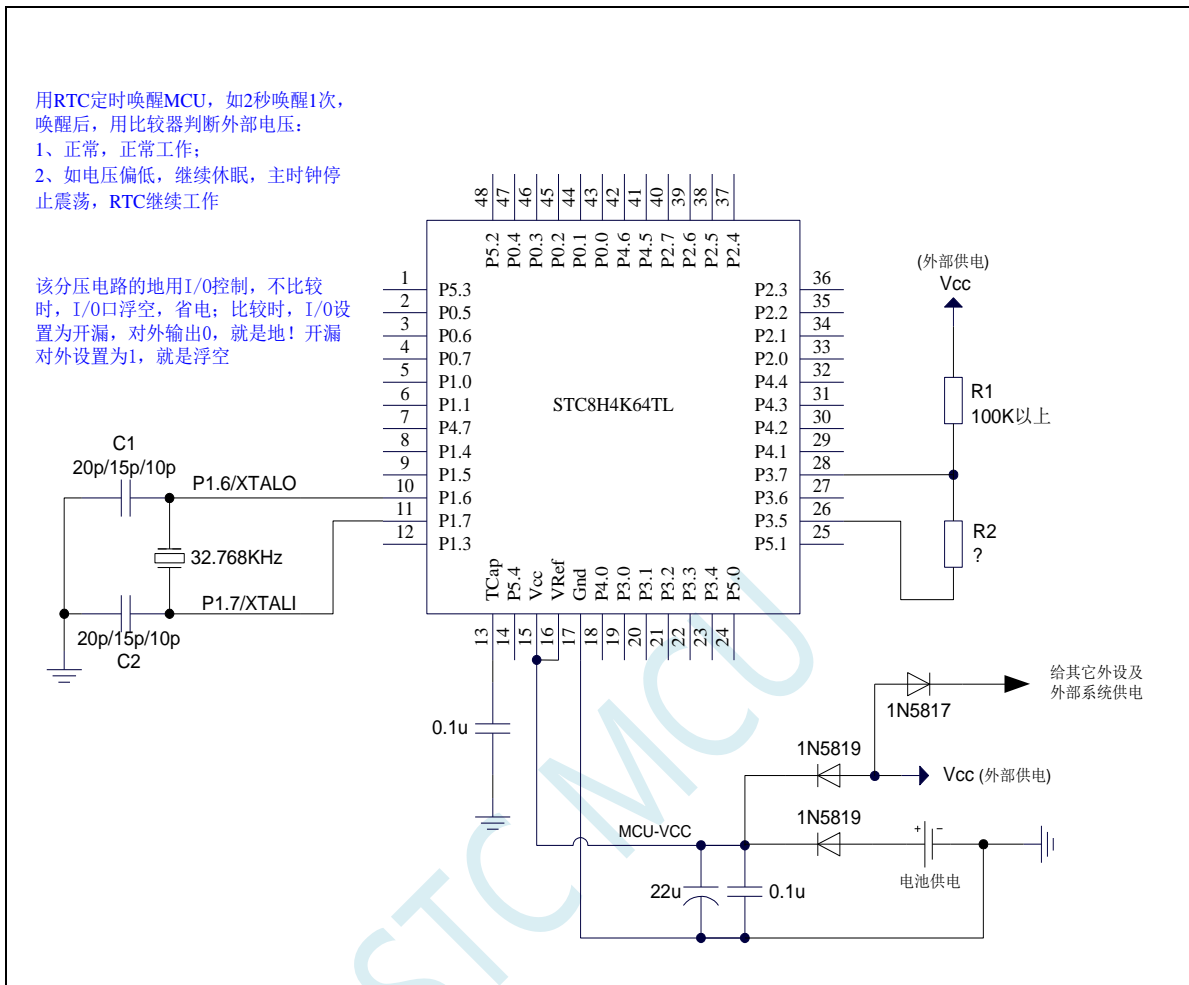 用RTC定时唤醒MCU，如2秒唤醒1次，
唤醒后，用比较器判断外部电压：
1、正常，正常工作；
2、如电压偏低，继续休眠，主时钟停
止震荡，RTC继续工作
该分压电路的地用I/O控制，不比较
时，I/O口浮空，省电；比较时，I/O设
置为开漏，对外输出0，就是地！开漏
对外设置为1，就是浮空
48 47 46 45 44 43 42 41 40 39 38 37
P5.2 P0.4 P0.3 P0.2 P0.1 P0.0 P4.6 P4.5 P2.7 P2.6 P2.5 P2.4
1 P5.3
2 P0.5
3 P0.6
4 P0.7
5 P1.0
6 P1.1
7 P4.7
8 P1.4
9 P1.5
10 P1.6
11 P1.7
12 P1.3
STC8H4K64TL
P2.3 36
P2.2 35
P2.1 34
P2.0 33
P4.4 32
P4.3 31
P4.2 30
P4.1 29
P3.7 28
P3.6 27
P3.5 26
P5.1 25
TCap P5.4 Vcc VRef Gnd P4.0 P3.0 P3.1 P3.2 P3.3 P3.4 P5.0
13 14 15 16 17 18 19 20 21 22 23 24
C1
20p/15p/10p
P1.6/XTALO
32.768KHz
P1.7/XTALI
20p/15p/10p
C2
(外部供电)
Vcc
R1
100K以上
R2
?
0.1u
给其它外设及
外部系统供电
1N5817
1N5819
Vcc (外部供电)
1N5819
MCU-VCC
+ −
电池供电
22u
0.1u
STC MCU